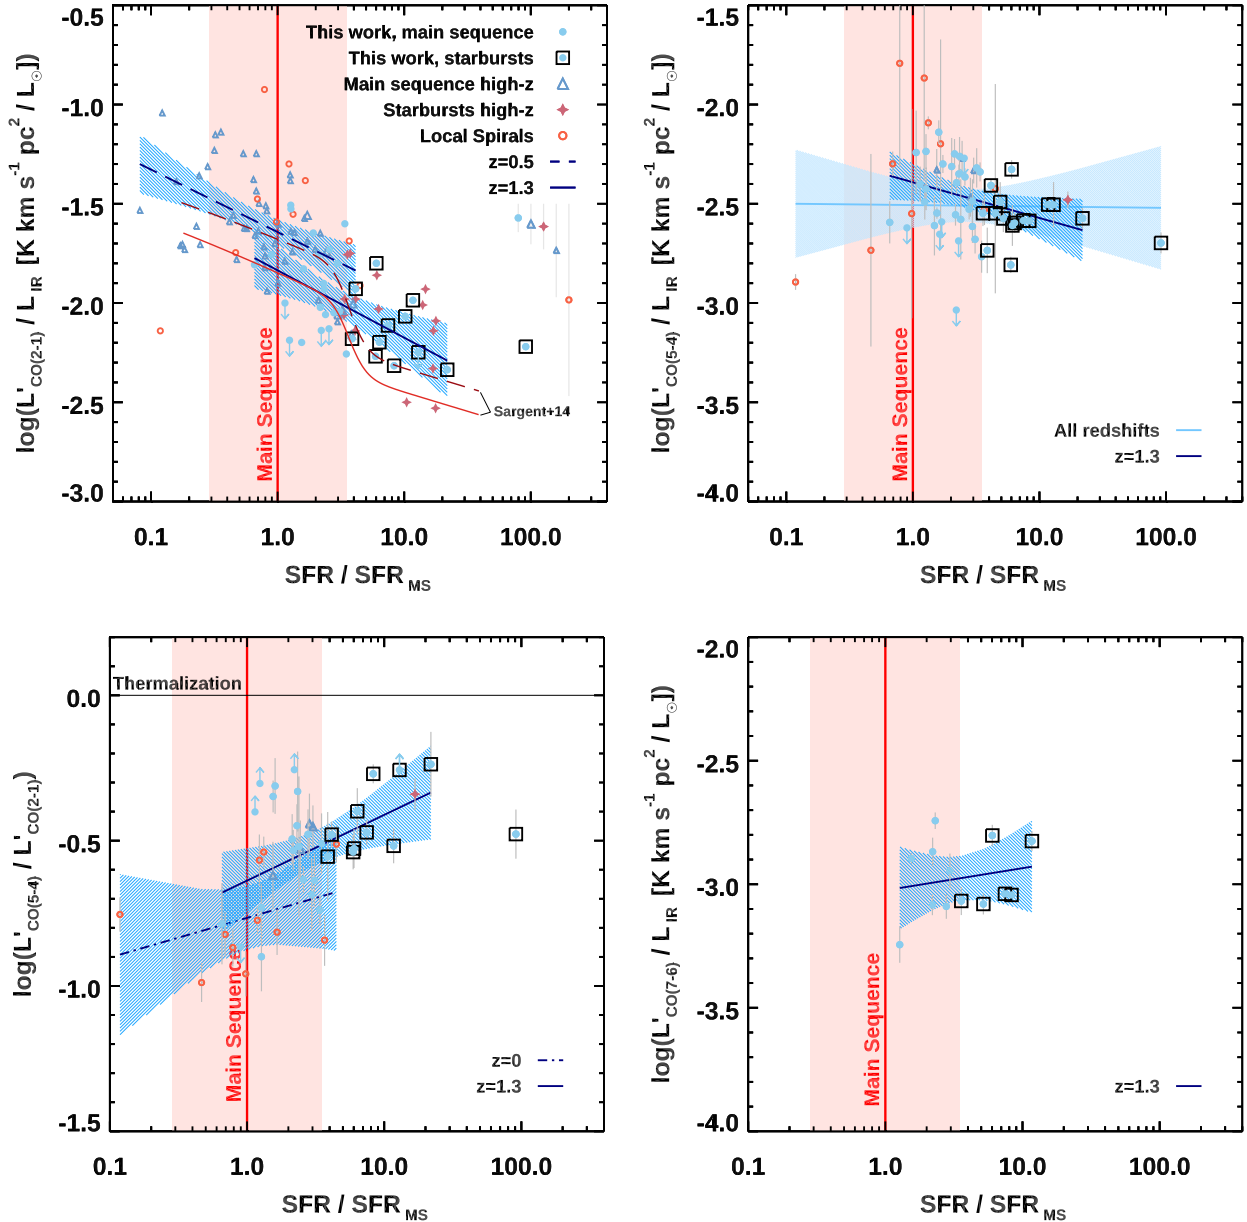 -0.5
-1.0
-1.5
-2.0
-2.5
-3.0
log(L'CO(2-1) / LIR [K km s-1 pc2 / L☉])
This work, main sequence
This work, starbursts
Main sequence high-z
Starbursts high-z
Local Spirals
z=0.5
z=1.3
Main Sequence
Sargent+14
0.1 1.0 10.0 100.0
SFR / SFRMS
-1.5
-2.0
-2.5
-3.0
-3.5
-4.0
log(L'CO(5-4) / LIR [K km s-1 pc2 / L☉])
Main Sequence
All redshifts
z=1.3
0.1 1.0 10.0 100.0
SFR / SFRMS
0.0
-0.5
-1.0
-1.5
log(L'CO(5-4) / L'CO(2-1))
Thermalization
Main Sequence
z=0
z=1.3
0.1 1.0 10.0 100.0
SFR / SFRMS
-2.0
-2.5
-3.0
-3.5
-4.0
log(L'CO(7-6) / LIR [K km s-1 pc2 / L☉])
Main Sequence
z=1.3
0.1 1.0 10.0 100.0
SFR / SFRMS